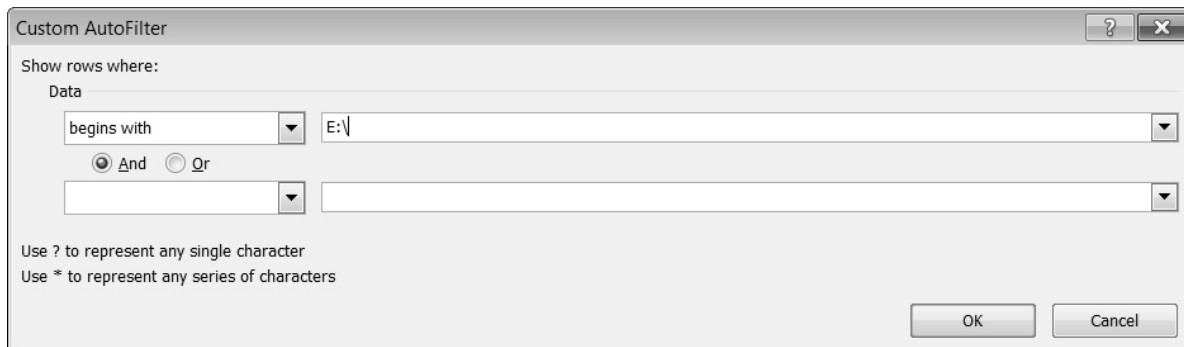 Custom AutoFilter
?
Show rows where:
Data
begins with E:\
And Or
Use ? to represent any single character
Use * to represent any series of characters
OK Cancel